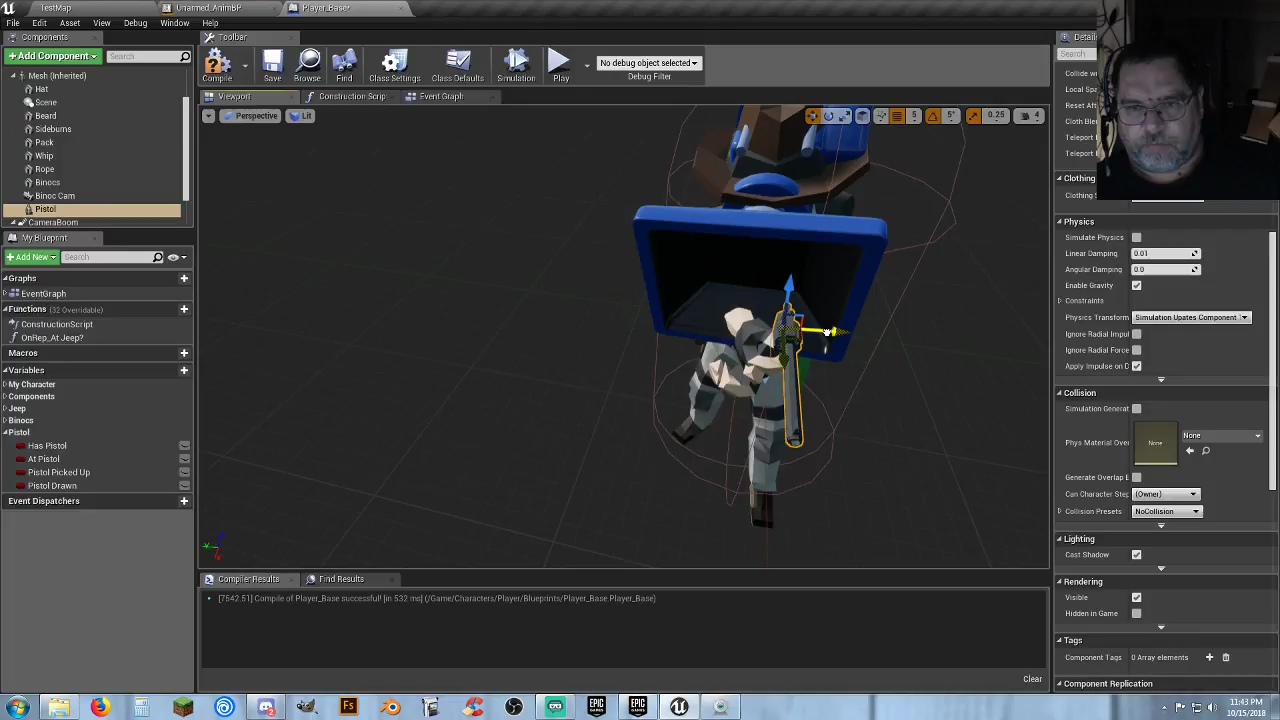 TestMap
Unarmed_AnimBP
Player_Base*
File Edit Asset View Debug Window Help
Components
Toolbar
Details
Add Component
Search
Compile
Save
Browse
Find
Class Settings
Class Defaults
Simulation
Play
No debug object selected
Debug Filter
Search
Mesh (Inherited)
Hat
Scene
Beard
Sideburns
Pack
Whip
Rope
Binocs
Binoc Cam
Pistol
CameraBoom
Viewport
Construction Scrip
Event Graph
Perspective
Lit
5
5°
0.25
4
Collide w
Local Spa
Reset Afte
Cloth Blen
Teleport
Teleport
Clothing
Clothing S
My Blueprint
Add New
Search
Graphs
EventGraph
Functions (32 Overridable)
ConstructionScript
OnRep_At Jeep?
Macros
Variables
My Character
Components
Jeep
Binocs
Pistol
Has Pistol
At Pistol
Pistol Picked Up
Pistol Drawn
Event Dispatchers
Physics
Simulate Physics
Linear Damping 0.01
Angular Damping 0.0
Enable Gravity
Constraints
Physics Transform Simulation Upates Component T
Ignore Radial Impul
Ignore Radial Force
Apply Impulse on D
Collision
Simulation Generat
Phys Material Over
None
None
Generate Overlap E
Can Character Step (Owner)
Collision Presets NoCollision
Lighting
Cast Shadow
Rendering
Visible
Hidden in Game
Tags
Component Tags 0 Array elements
Component Replication
Compiler Results
Find Results
[7542.51] Compile of Player_Base successful! [in 532 ms] (/Game/Characters/Player/Blueprints/Player_Base.Player_Base)
Clear
11:43 PM
10/15/2018